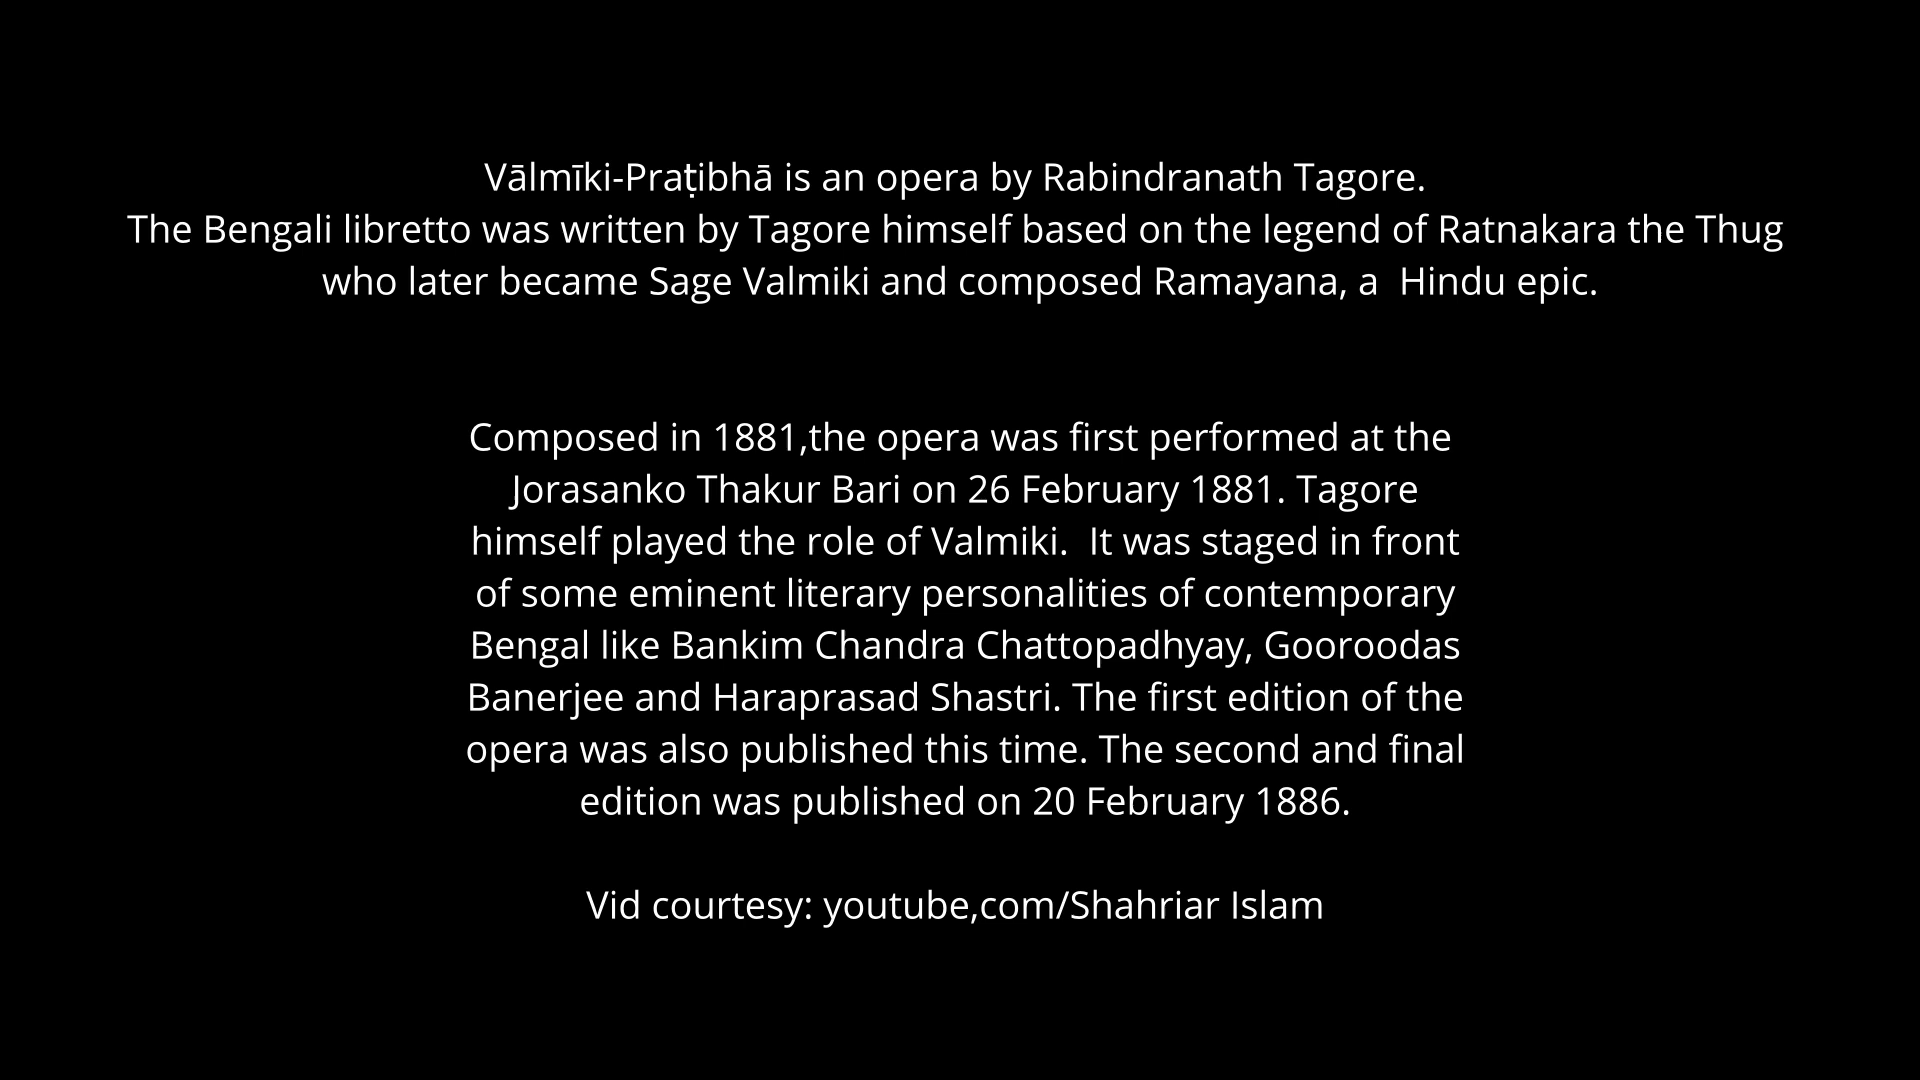 Vālmīki-Praṭibhā is an opera by Rabindranath Tagore.
The Bengali libretto was written by Tagore himself based on the legend of Ratnakara the Thug
who later became Sage Valmiki and composed Ramayana, a  Hindu epic.
Composed in 1881,the opera was first performed at the
Jorasanko Thakur Bari on 26 February 1881. Tagore
himself played the role of Valmiki.  It was staged in front
of some eminent literary personalities of contemporary
Bengal like Bankim Chandra Chattopadhyay, Gooroodas
Banerjee and Haraprasad Shastri. The first edition of the
opera was also published this time. The second and final
edition was published on 20 February 1886.
Vid courtesy: youtube,com/Shahriar Islam